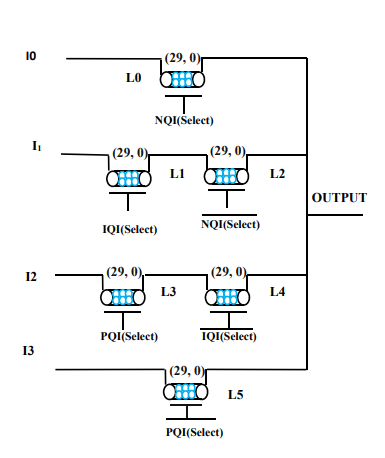 I0
(29, 0)
L0
NQI(Select)
I1
(29, 0)
L1
(29, 0)
L2
IQI(Select)
NQI(Select)
OUTPUT
I2
(29, 0)
L3
(29, 0)
L4
PQI(Select)
IQI(Select)
I3
(29, 0)
L5
PQI(Select)